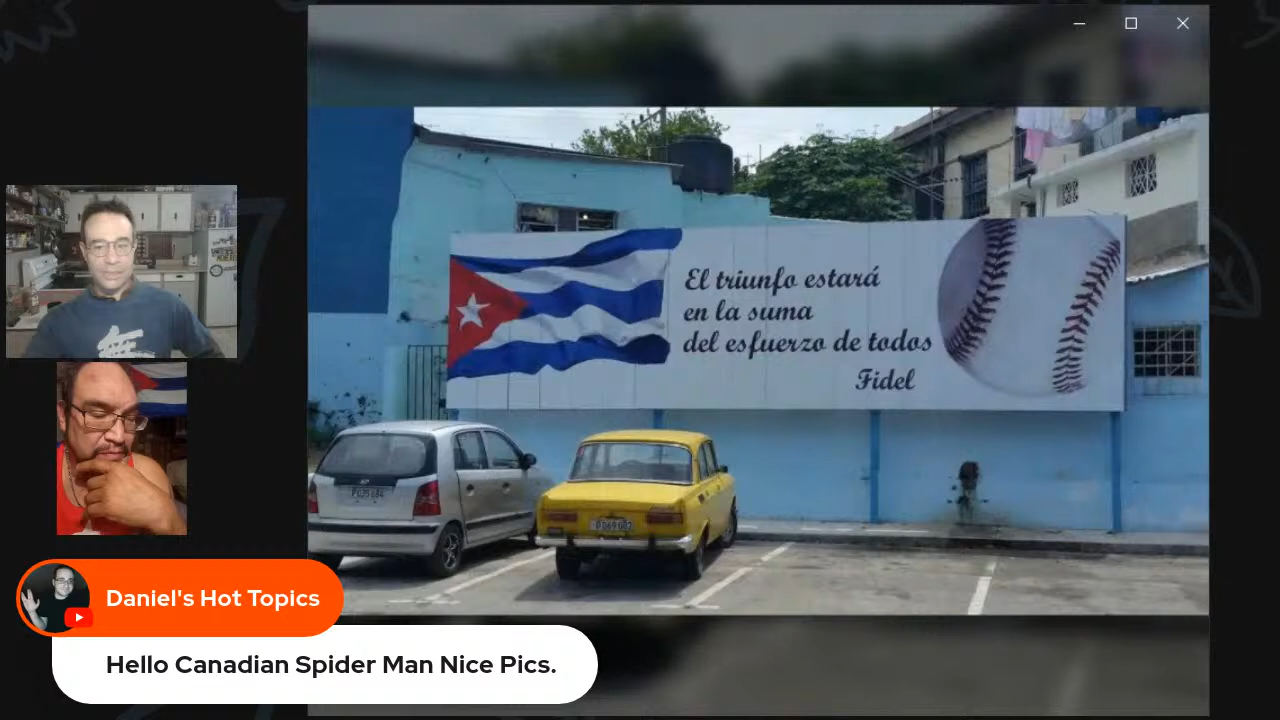 El triunfo estará
en la suma
del esfuerzo de todos
Fidel
Daniel's Hot Topics
Hello Canadian Spider Man Nice Pics.